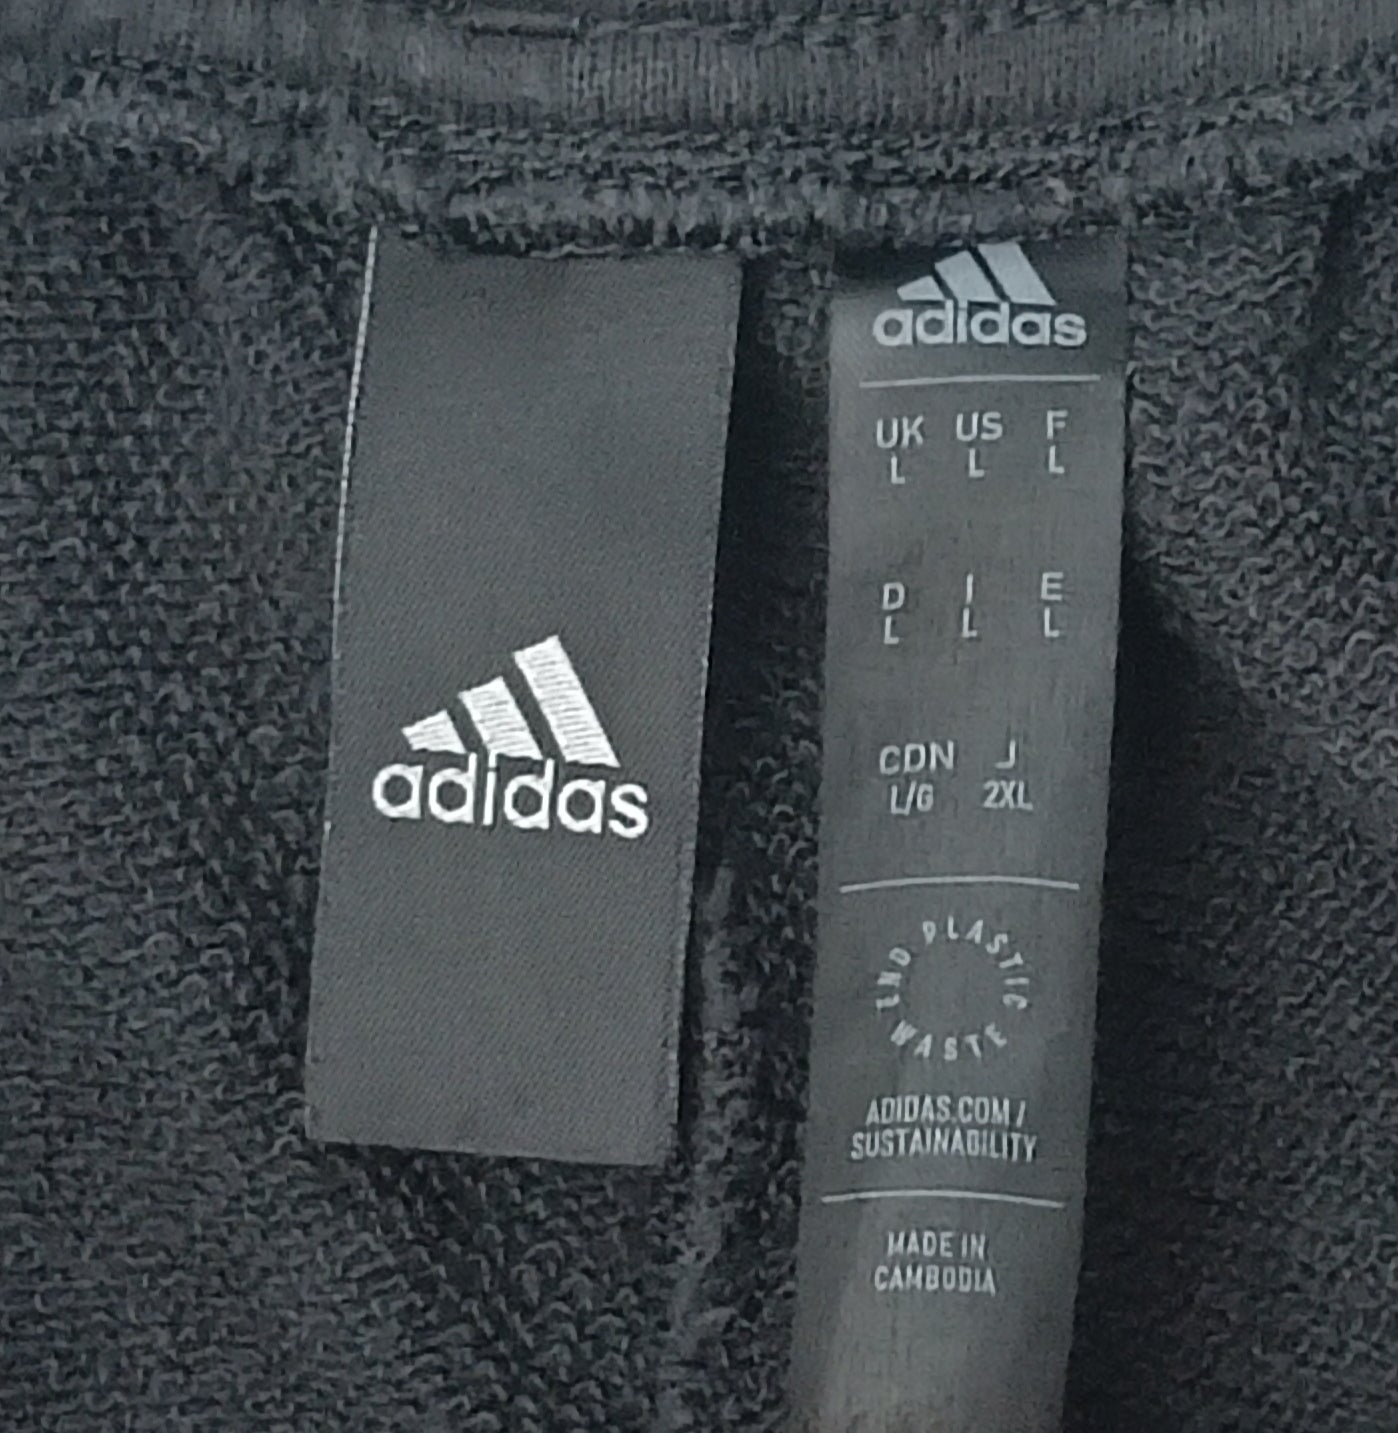 adidas
adidas
UK US F
L L L
D I E
L L L
CDN J
L/G 2XL
END PLASTIC WASTE
ADIDAS.COM/
SUSTAINABILITY
MADE IN
CAMBODIA